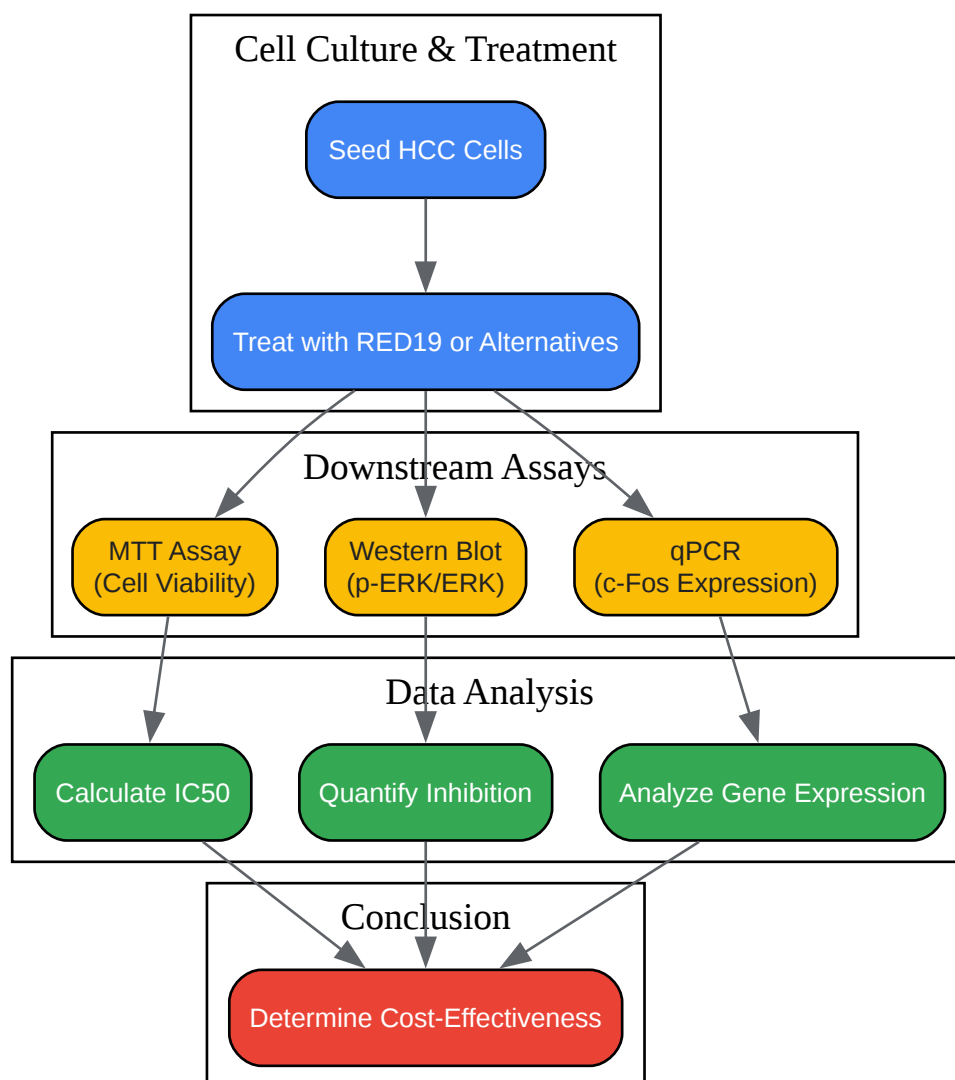 Cell Culture & Treatment
Seed HCC Cells
Treat with RED19 or Alternatives
Downstream Assays
MTT Assay
(Cell Viability)
Western Blot
(p-ERK/ERK)
qPCR
(c-Fos Expression)
Data Analysis
Calculate IC50
Quantify Inhibition
Analyze Gene Expression
Conclusion
Determine Cost-Effectiveness